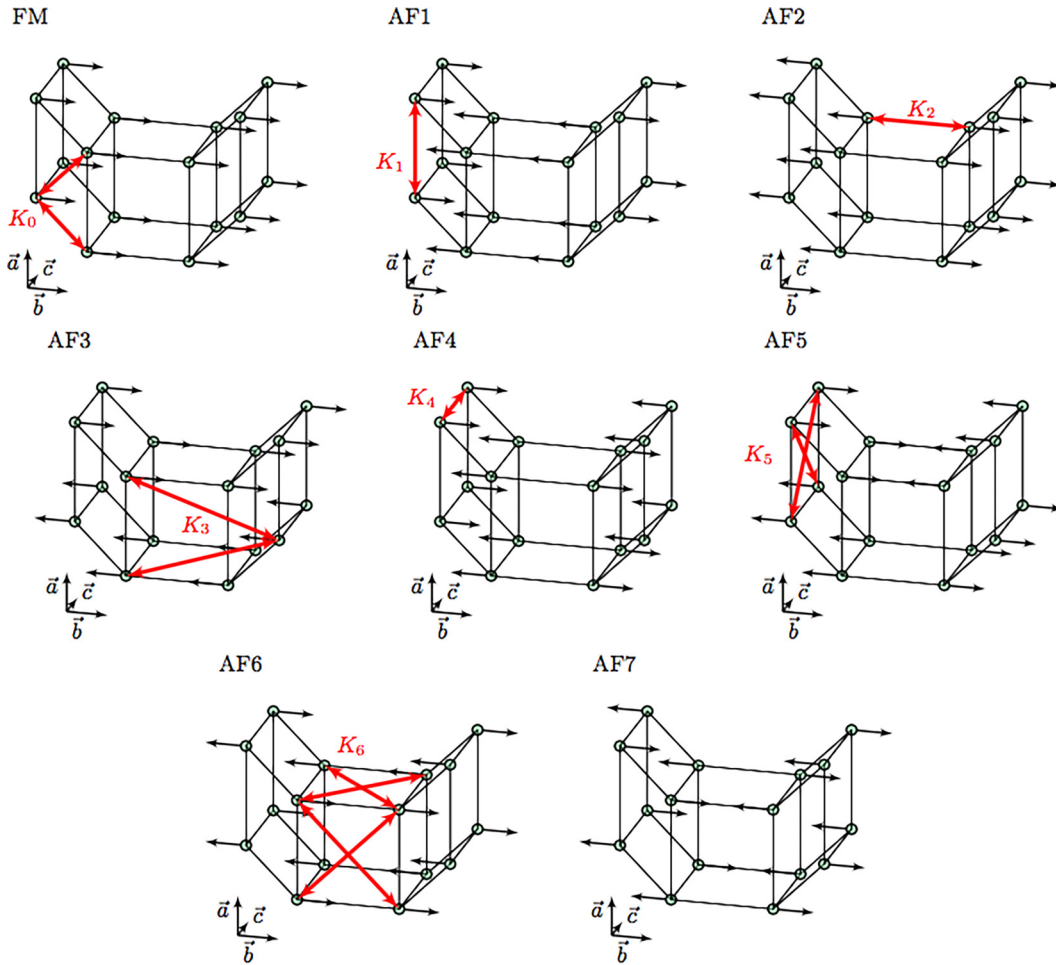 FM
AF1
AF2
K₀
a⃗
c⃗
b⃗
K₁
a⃗
c⃗
b⃗
K₂
a⃗
c⃗
b⃗
AF3
AF4
AF5
K₃
a⃗
c⃗
b⃗
K₄
a⃗
c⃗
b⃗
K₅
a⃗
c⃗
b⃗
AF6
AF7
K₆
a⃗
c⃗
b⃗
a⃗
c⃗
b⃗